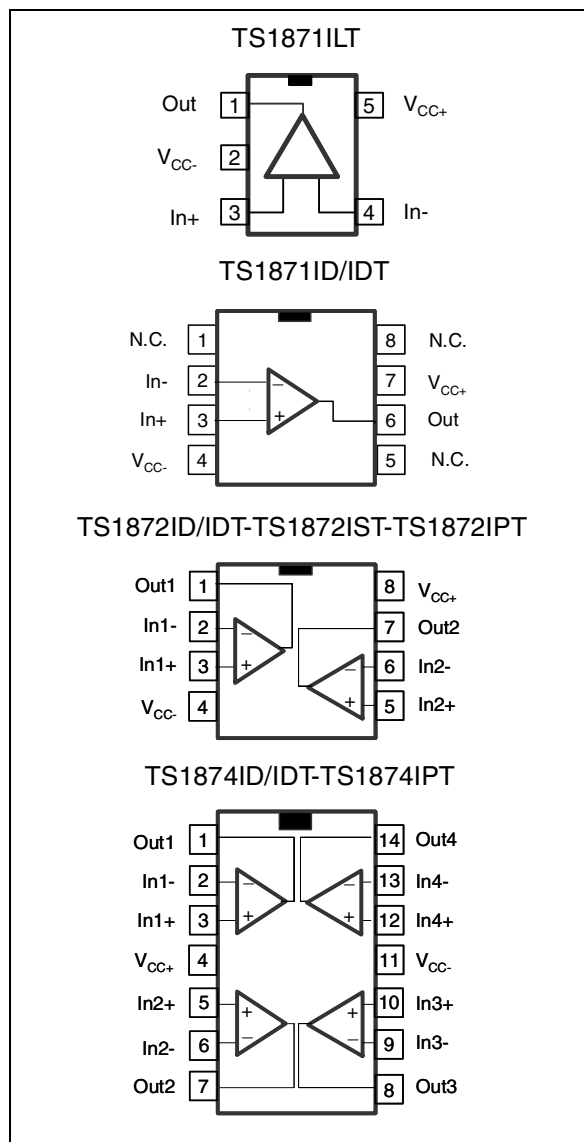 TS1871ILT
Out 1 5 VCC+
VCC- 2
In+ 3 4 In-
TS1871ID/IDT
N.C. 1 8 N.C.
In- 2 − 7 VCC+
In+ 3 + 6 Out
VCC- 4 5 N.C.
TS1872ID/IDT-TS1872IST-TS1872IPT
Out1 1 8 VCC+
In1- 2 − 7 Out2
In1+ 3 + − 6 In2-
VCC- 4 + 5 In2+
TS1874ID/IDT-TS1874IPT
Out1 1 14 Out4
In1- 2 − − 13 In4-
In1+ 3 + + 12 In4+
VCC+ 4 11 VCC-
In2+ 5 + + 10 In3+
In2- 6 − − 9 In3-
Out2 7 8 Out3